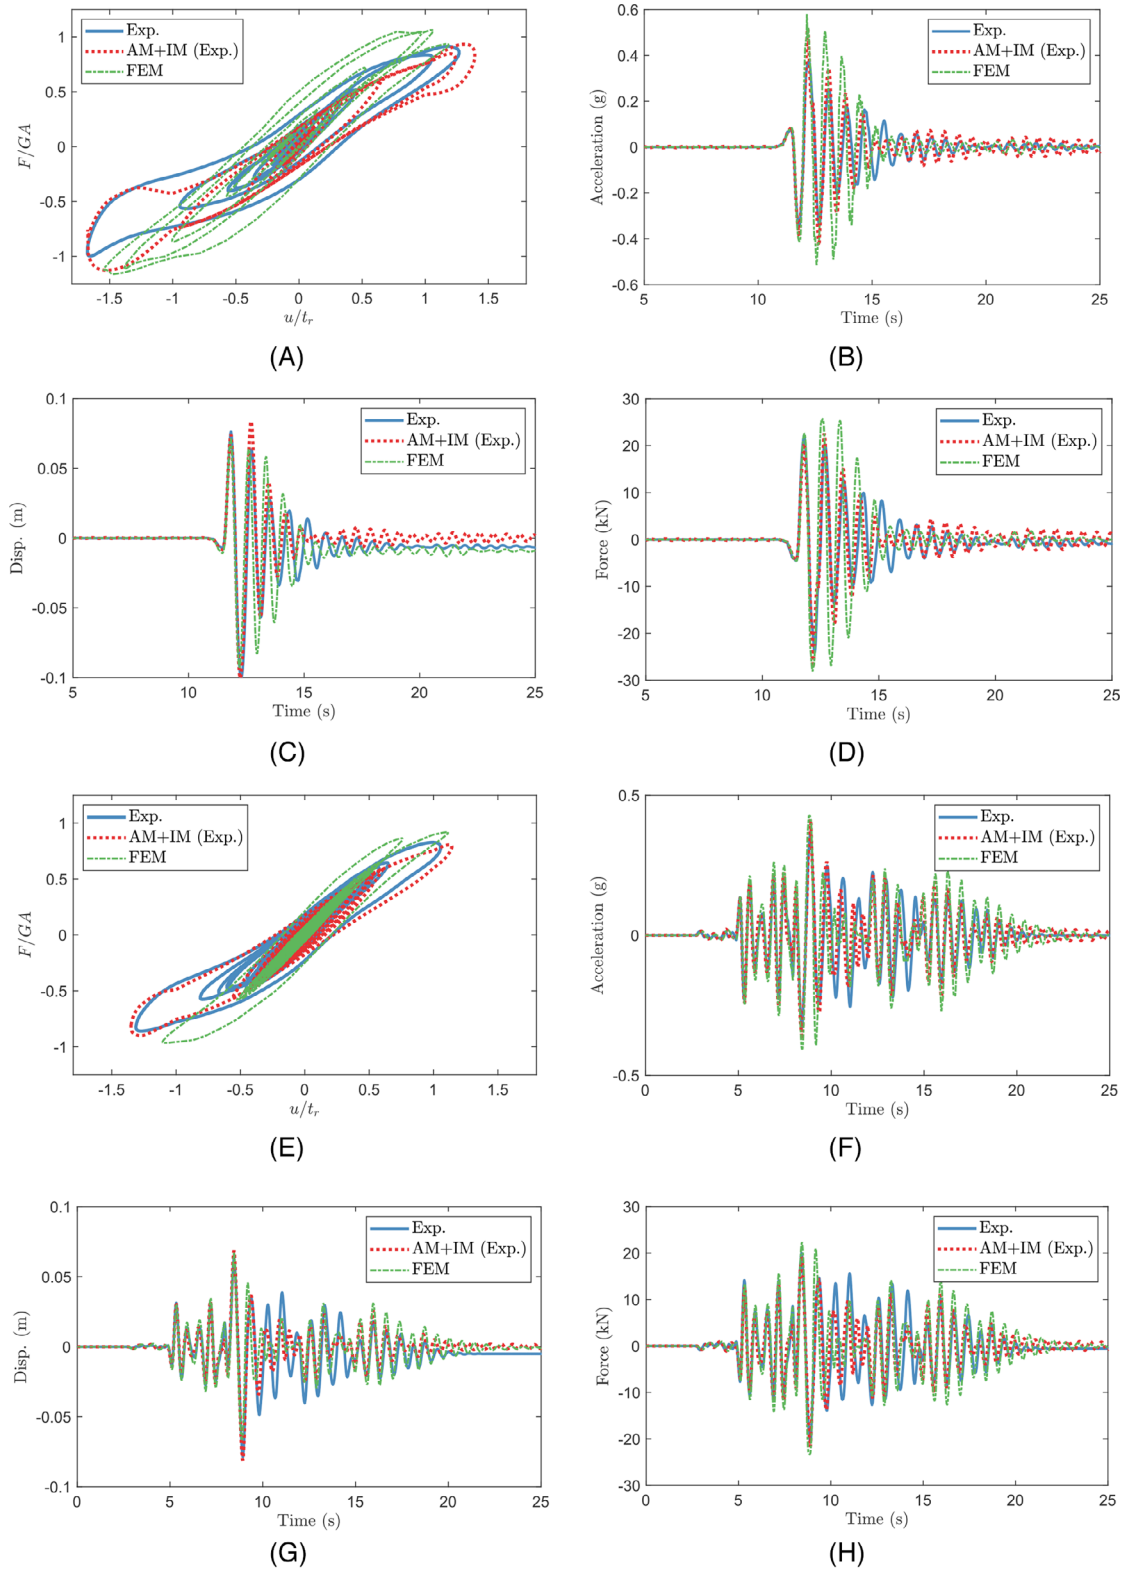 Exp.
AM+IM (Exp.)
FEM
1
0.5
0
-0.5
-1
F/GA
-1.5 -1 -0.5 0 0.5 1 1.5
u/t_r
(A)
Exp.
AM+IM (Exp.)
FEM
0.6
0.4
0.2
0
-0.2
-0.4
-0.6
Acceleration (g)
5 10 15 20 25
Time (s)
(B)
Exp.
AM+IM (Exp.)
FEM
0.1
0.05
0
-0.05
-0.1
Disp. (m)
5 10 15 20 25
Time (s)
(C)
Exp.
AM+IM (Exp.)
FEM
30
20
10
0
-10
-20
-30
Force (kN)
5 10 15 20 25
Time (s)
(D)
Exp.
AM+IM (Exp.)
FEM
1
0.5
0
-0.5
-1
F/GA
-1.5 -1 -0.5 0 0.5 1 1.5
u/t_r
(E)
Exp.
AM+IM (Exp.)
FEM
0.5
0
-0.5
Acceleration (g)
0 5 10 15 20 25
Time (s)
(F)
Exp.
AM+IM (Exp.)
FEM
0.1
0.05
0
-0.05
-0.1
Disp. (m)
0 5 10 15 20 25
Time (s)
(G)
Exp.
AM+IM (Exp.)
FEM
30
20
10
0
-10
-20
-30
Force (kN)
0 5 10 15 20 25
Time (s)
(H)